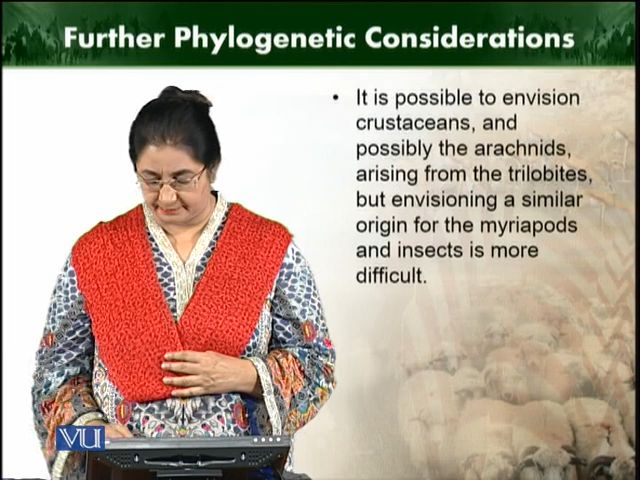 Further Phylogenetic Considerations
• It is possible to envision
crustaceans, and
possibly the arachnids,
arising from the trilobites,
but envisioning a similar
origin for the myriapods
and insects is more
difficult.
VU